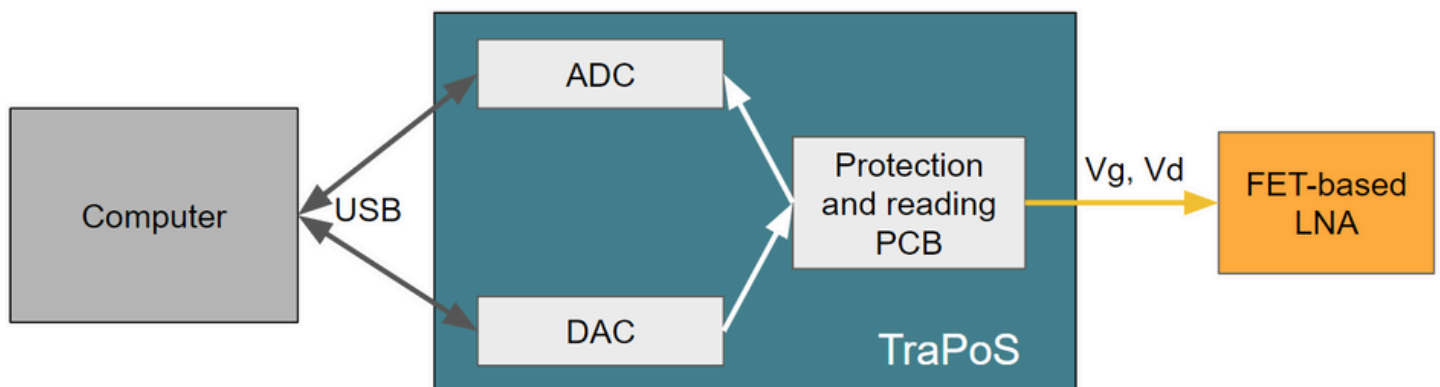 Computer
USB
ADC
DAC
Protection
and reading
PCB
TraPoS
Vg, Vd
FET-based
LNA